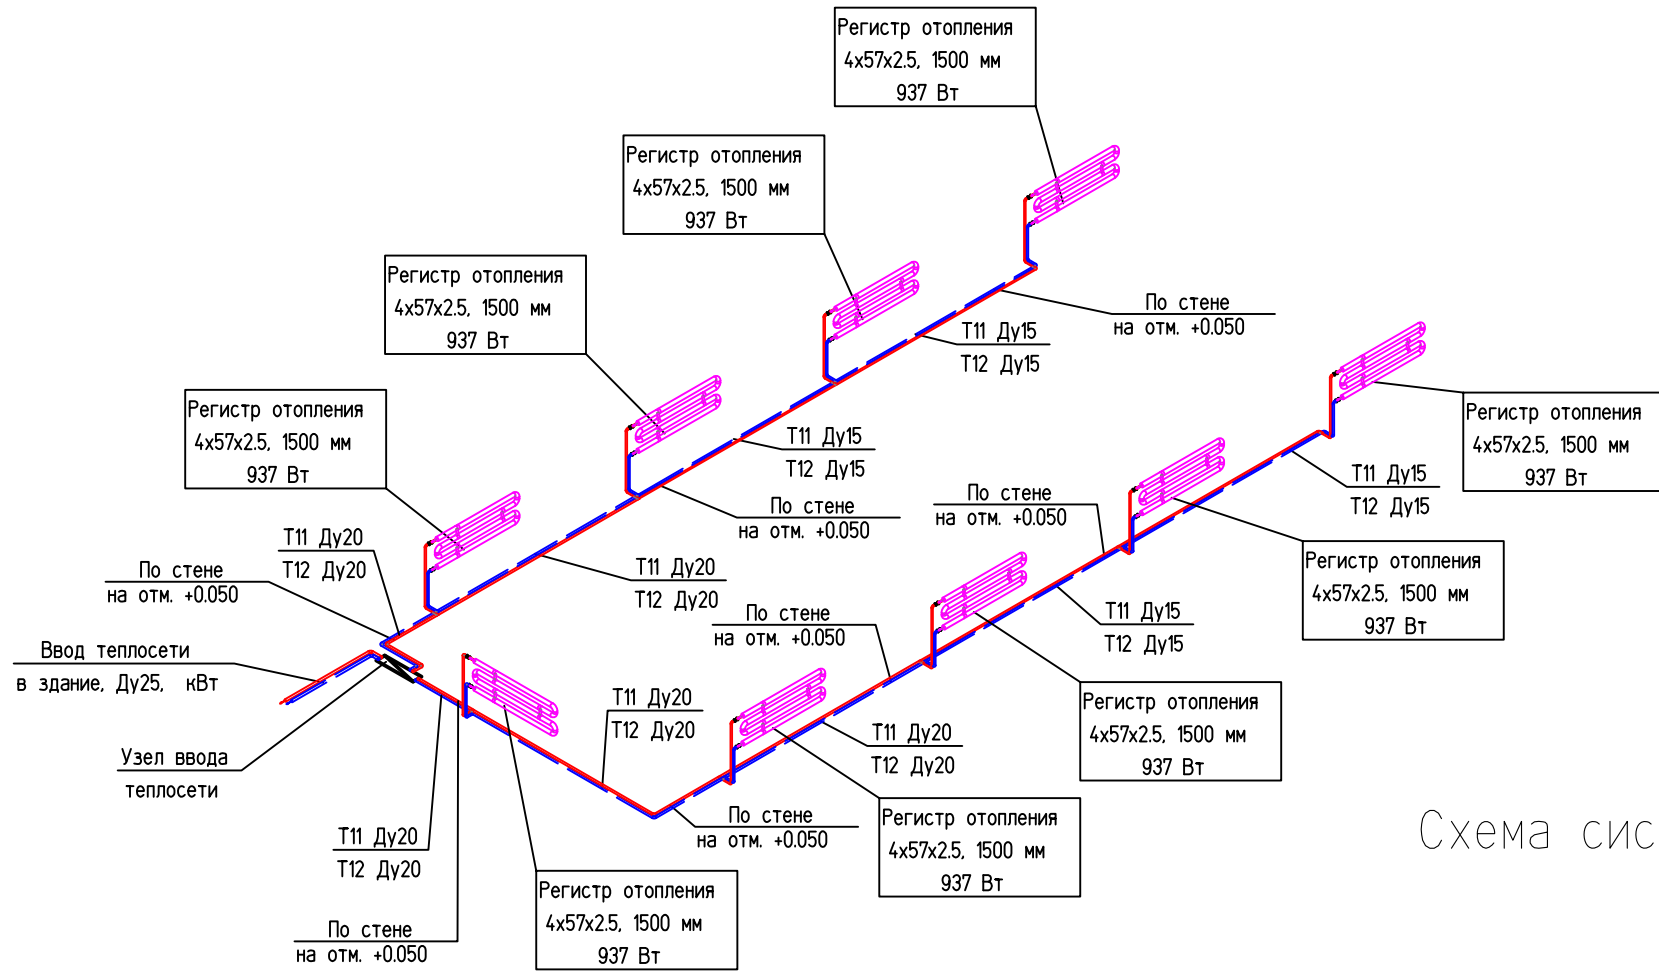 Регистр отопления
4х57х2.5, 1500 мм
937 Вт
Регистр отопления
4х57х2.5, 1500 мм
937 Вт
Регистр отопления
4х57х2.5, 1500 мм
937 Вт
Регистр отопления
4х57х2.5, 1500 мм
937 Вт
По стене
на отм. +0.050
Т11 Ду15
Т12 Ду15
Т11 Ду15
Т12 Ду15
По стене
на отм. +0.050
Т11 Ду20
Т12 Ду20
Т11 Ду20
Т12 Ду20
По стене
на отм. +0.050
Ввод теплосети
в здание, Ду25, кВт
Узел ввода
теплосети
Т11 Ду20
Т12 Ду20
По стене
на отм. +0.050
Регистр отопления
4х57х2.5, 1500 мм
937 Вт
Т11 Ду20
Т12 Ду20
По стене
на отм. +0.050
Регистр отопления
4х57х2.5, 1500 мм
937 Вт
Т11 Ду20
Т12 Ду20
По стене
на отм. +0.050
Регистр отопления
4х57х2.5, 1500 мм
937 Вт
Т11 Ду15
Т12 Ду15
По стене
на отм. +0.050
Регистр отопления
4х57х2.5, 1500 мм
937 Вт
Т11 Ду15
Т12 Ду15
Регистр отопления
4х57х2.5, 1500 мм
937 Вт
Схема сис